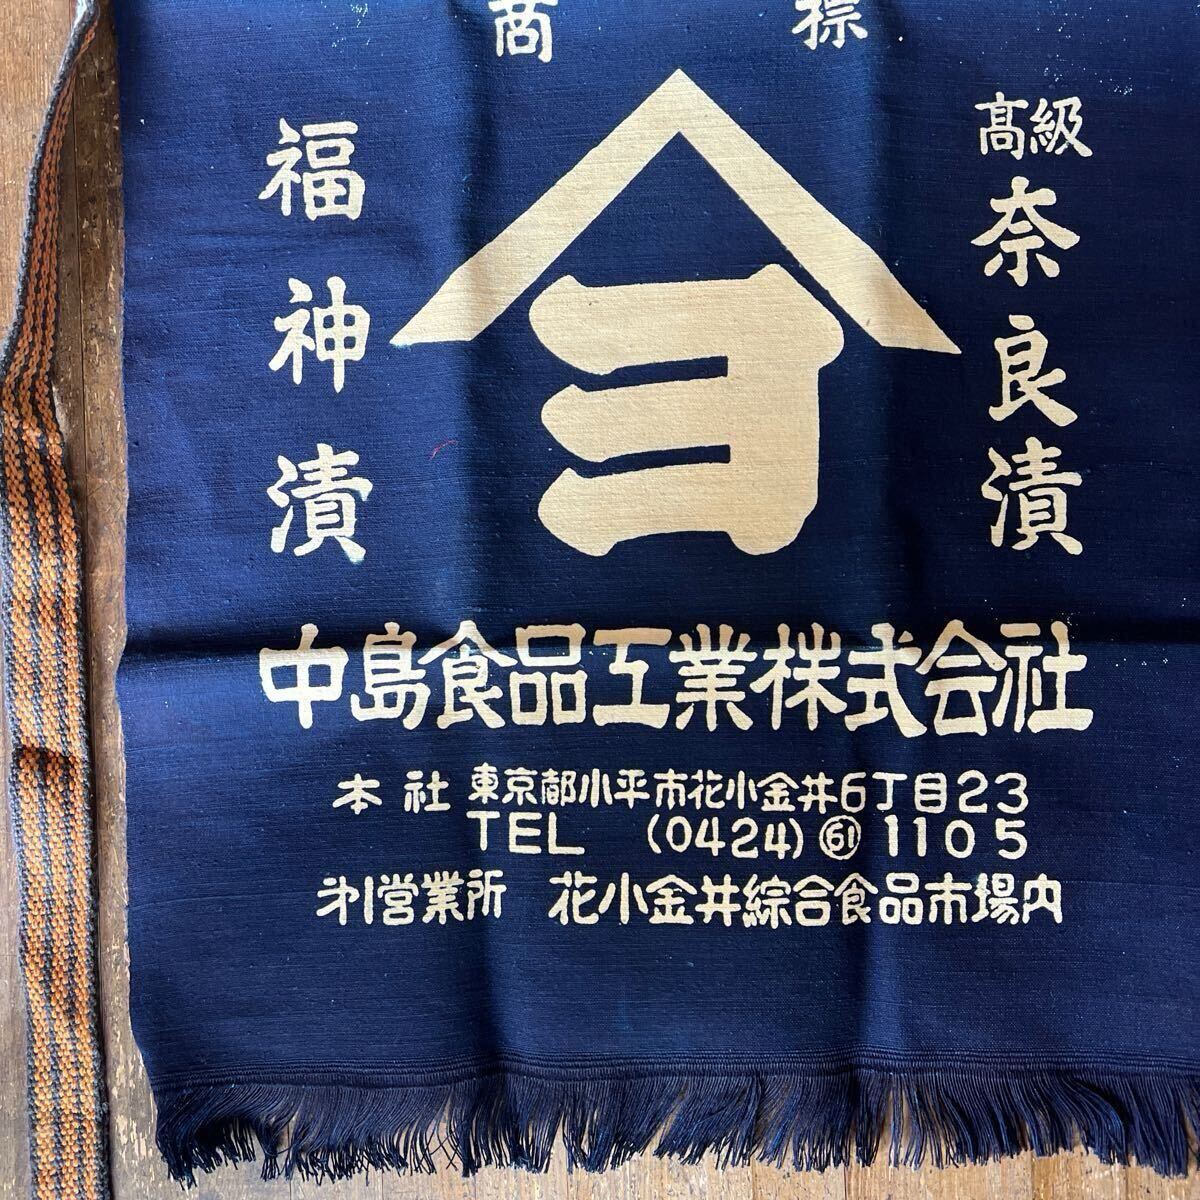 商標
高級
奈良漬
ヨ
福神漬
中島食品工業株式会社
本社 東京都小平市花小金井6丁目23
TEL (0424) 61 1105
㐧1営業所 花小金井綜合食品市場内